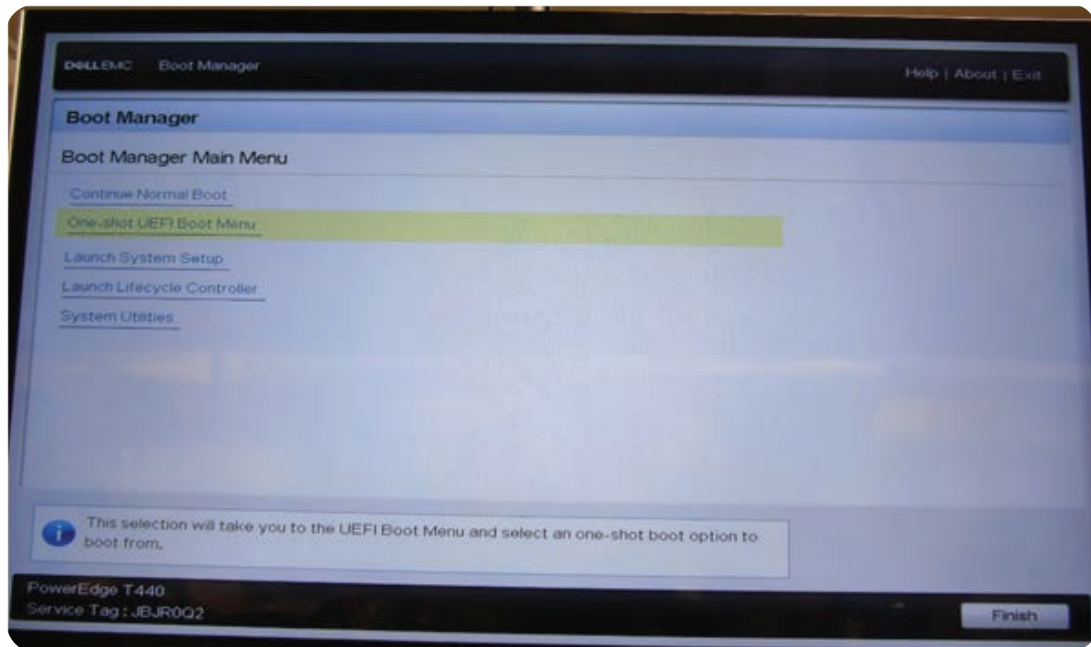 DELLEMC Boot Manager
Help | About | Exit
Boot Manager
Boot Manager Main Menu
Continue Normal Boot
One-shot UEFI Boot Menu
Launch System Setup
Launch Lifecycle Controller
System Utilities
This selection will take you to the UEFI Boot Menu and select an one-shot boot option to
boot from.
PowerEdge T440
Service Tag : JBJR0Q2
Finish